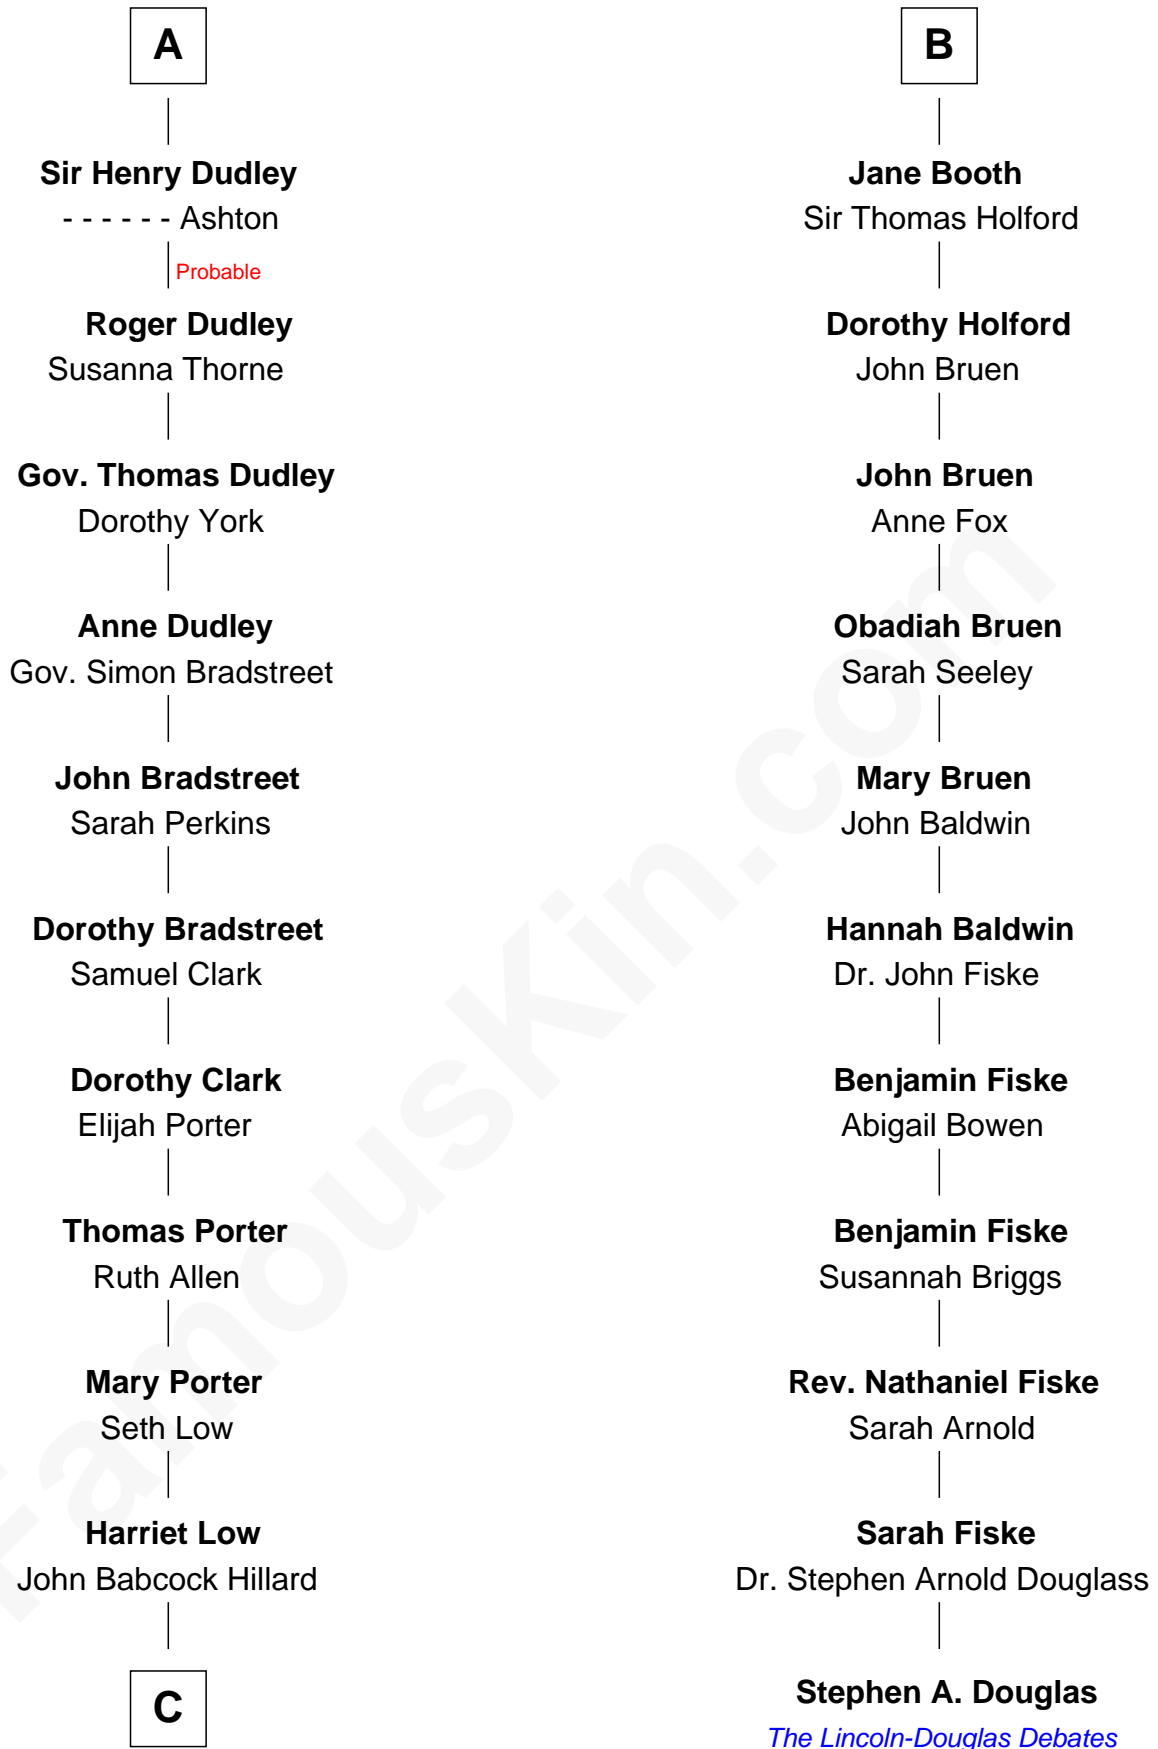 A
Sir Henry Dudley
- - - - - - Ashton
Probable
Roger Dudley
Susanna Thorne
Gov. Thomas Dudley
Dorothy York
Anne Dudley
Gov. Simon Bradstreet
John Bradstreet
Sarah Perkins
Dorothy Bradstreet
Samuel Clark
Dorothy Clark
Elijah Porter
Thomas Porter
Ruth Allen
Mary Porter
Seth Low
Harriet Low
John Babcock Hillard
C
B
Jane Booth
Sir Thomas Holford
Dorothy Holford
John Bruen
John Bruen
Anne Fox
Obadiah Bruen
Sarah Seeley
Mary Bruen
John Baldwin
Hannah Baldwin
Dr. John Fiske
Benjamin Fiske
Abigail Bowen
Benjamin Fiske
Susannah Briggs
Rev. Nathaniel Fiske
Sarah Arnold
Sarah Fiske
Dr. Stephen Arnold Douglass
Stephen A. Douglas
The Lincoln-Douglas Debates
FamousKin.com